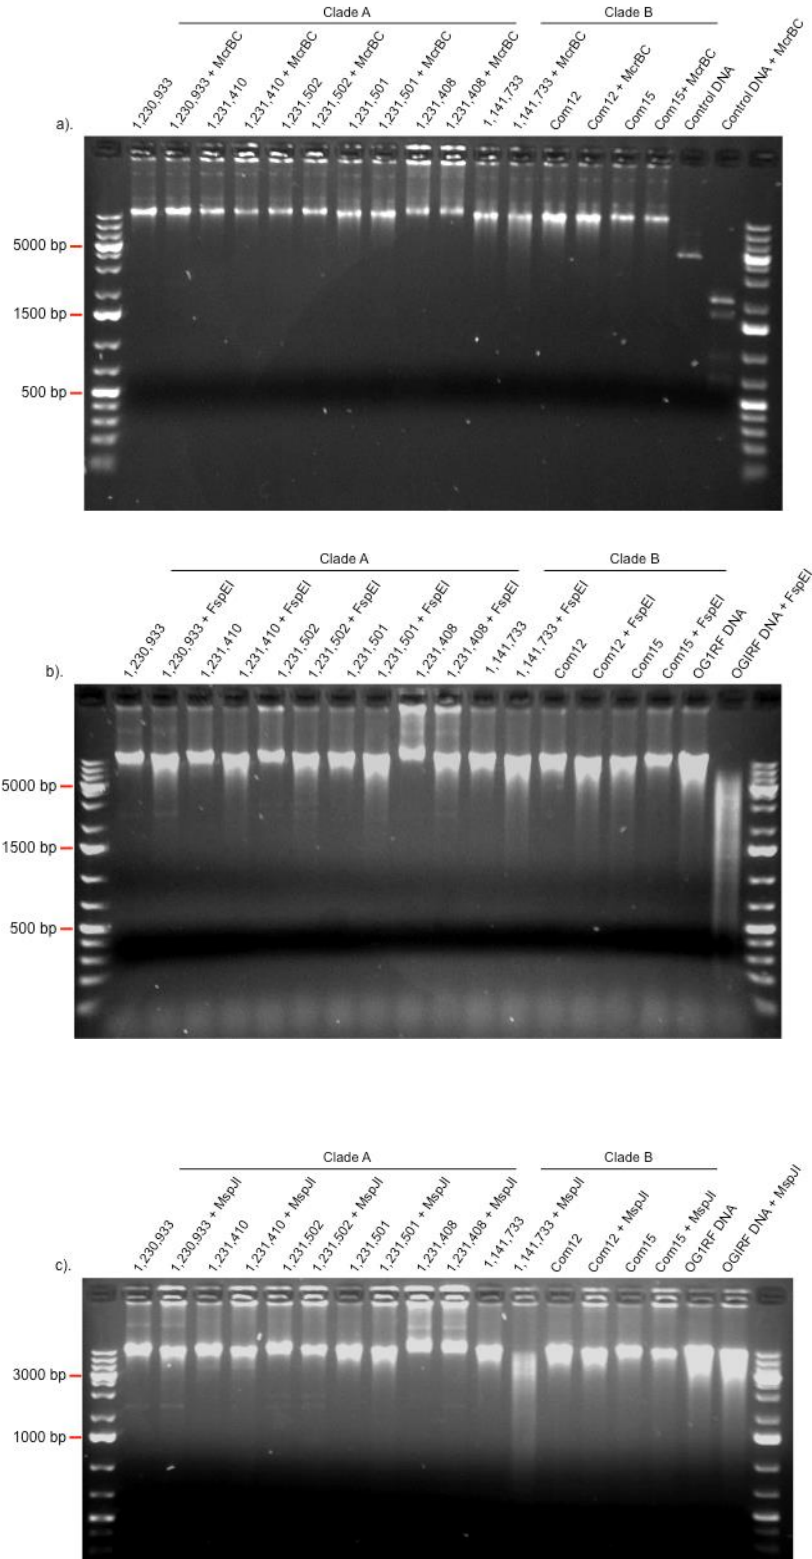 Clade A Clade B
a). 1,230,933 1,230,933 + McrBC 1,231,410 1,231,410 + McrBC 1,231,502 1,231,502 + McrBC 1,231,501 1,231,501 + McrBC 1,231,408 1,231,408 + McrBC 1,141,733 1,141,733 + McrBC Com12 Com12 + McrBC Com15 Com15+ McrBC Control DNA Control DNA + McrBC
5000 bp
1500 bp
500 bp
Clade A Clade B
b). 1,230,933 1,230,933 + FspEI 1,231,410 1,231,410 + FspEI 1,231,502 1,231,502 + FspEI 1,231,501 1,231,501 + FspEI 1,231,408 1,231,408 + FspEI 1,141,733 1,141,733 + FspEI Com12 Com12 + FspEI Com15 Com15 + FspEI OG1RF DNA OGIRF DNA + FspEI
5000 bp
1500 bp
500 bp
Clade A Clade B
c). 1,230,933 1,230,933 + MspJI 1,231,410 1,231,410 + MspJI 1,231,502 1,231,502 + MspJI 1,231,501 1,231,501 + MspJI 1,231,408 1,231,408 + MspJI 1,141,733 1,141,733 + MspJI Com12 Com12 + MspJI Com15 Com15 + MspJI OG1RF DNA OGIRF DNA + MspJI
3000 bp
1000 bp